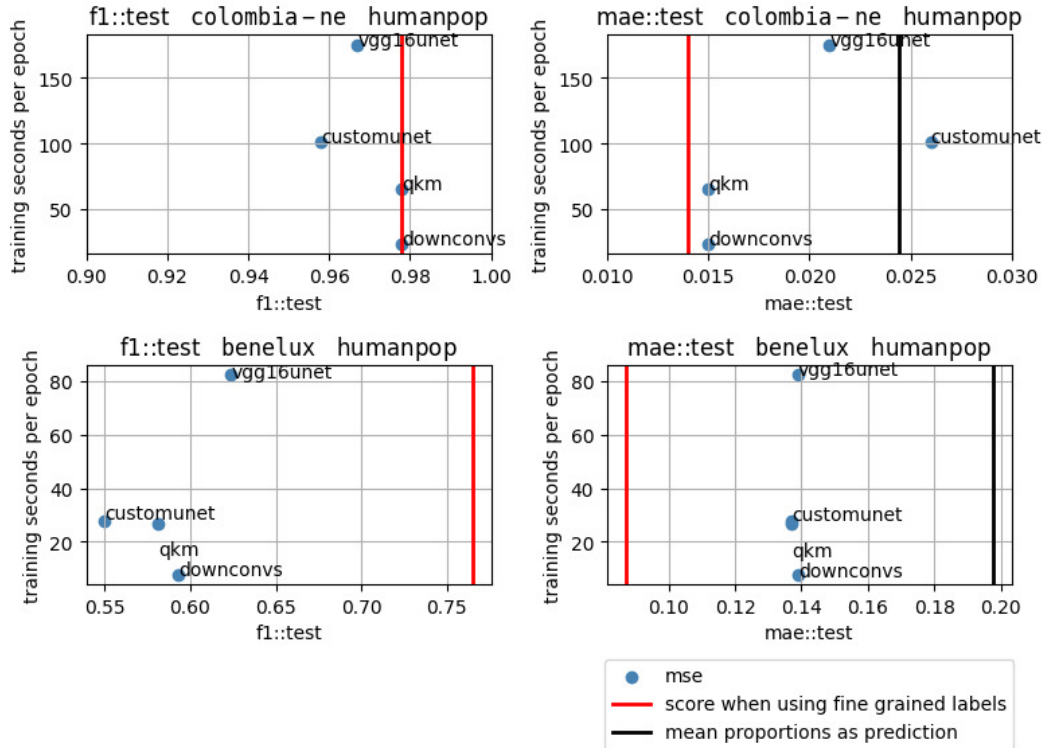 f1::test colombia-ne humanpop
training seconds per epoch
150
100
50
vgg16unet
customunet
qkm
downconvs
0.90 0.92 0.94 0.96 0.98 1.00
f1::test
mae::test colombia-ne humanpop
training seconds per epoch
150
100
50
vgg16unet
customunet
qkm
downconvs
0.010 0.015 0.020 0.025 0.030
mae::test
f1::test benelux humanpop
training seconds per epoch
80
60
40
20
vgg16unet
customunet
qkm
downconvs
0.55 0.60 0.65 0.70 0.75
f1::test
mae::test benelux humanpop
training seconds per epoch
80
60
40
20
vgg16unet
customunet
qkm
downconvs
0.10 0.12 0.14 0.16 0.18 0.20
mae::test
mse
score when using fine grained labels
mean proportions as prediction